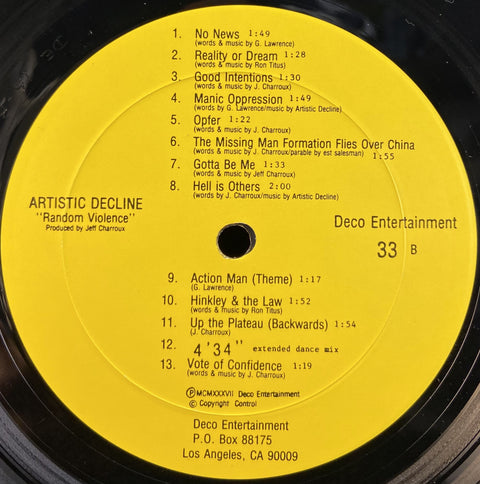 1. No News 1:49
(words & music by G. Lawrence)
2. Reality or Dream 1:28
(words & music by Ron Titus)
3. Good Intentions 1:30
(words & music by J. Charroux)
4. Manic Oppression 1:49
(words by G. Lawrence/music by Artistic Decline)
5. Opfer 1:22
(words & music by J. Charroux)
6. The Missing Man Formation Flies Over China
(words & music by J. Charroux/parable by est salesman) 1:55
7. Gotta Be Me 1:33
(words & music by Jeff Charroux)
8. Hell is Others 2:00
(words by J. Charroux/music by Artistic Decline)
ARTISTIC DECLINE
"Random Violence"
Produced by Jeff Charroux
Deco Entertainment
33 B
9. Action Man (Theme) 1:17
(G. Lawrence)
10. Hinkley & the Law 1:52
(words & music by Ron Titus)
11. Up the Plateau (Backwards) 1:54
(J. Charroux)
12. 4'34" extended dance mix
13. Vote of Confidence 1:19
(words & music by J. Charroux)
Ⓟ MCMXXXVII Deco Entertainment
© Copyright Control
Deco Entertainment
P.O. Box 88175
Los Angeles, CA 90009